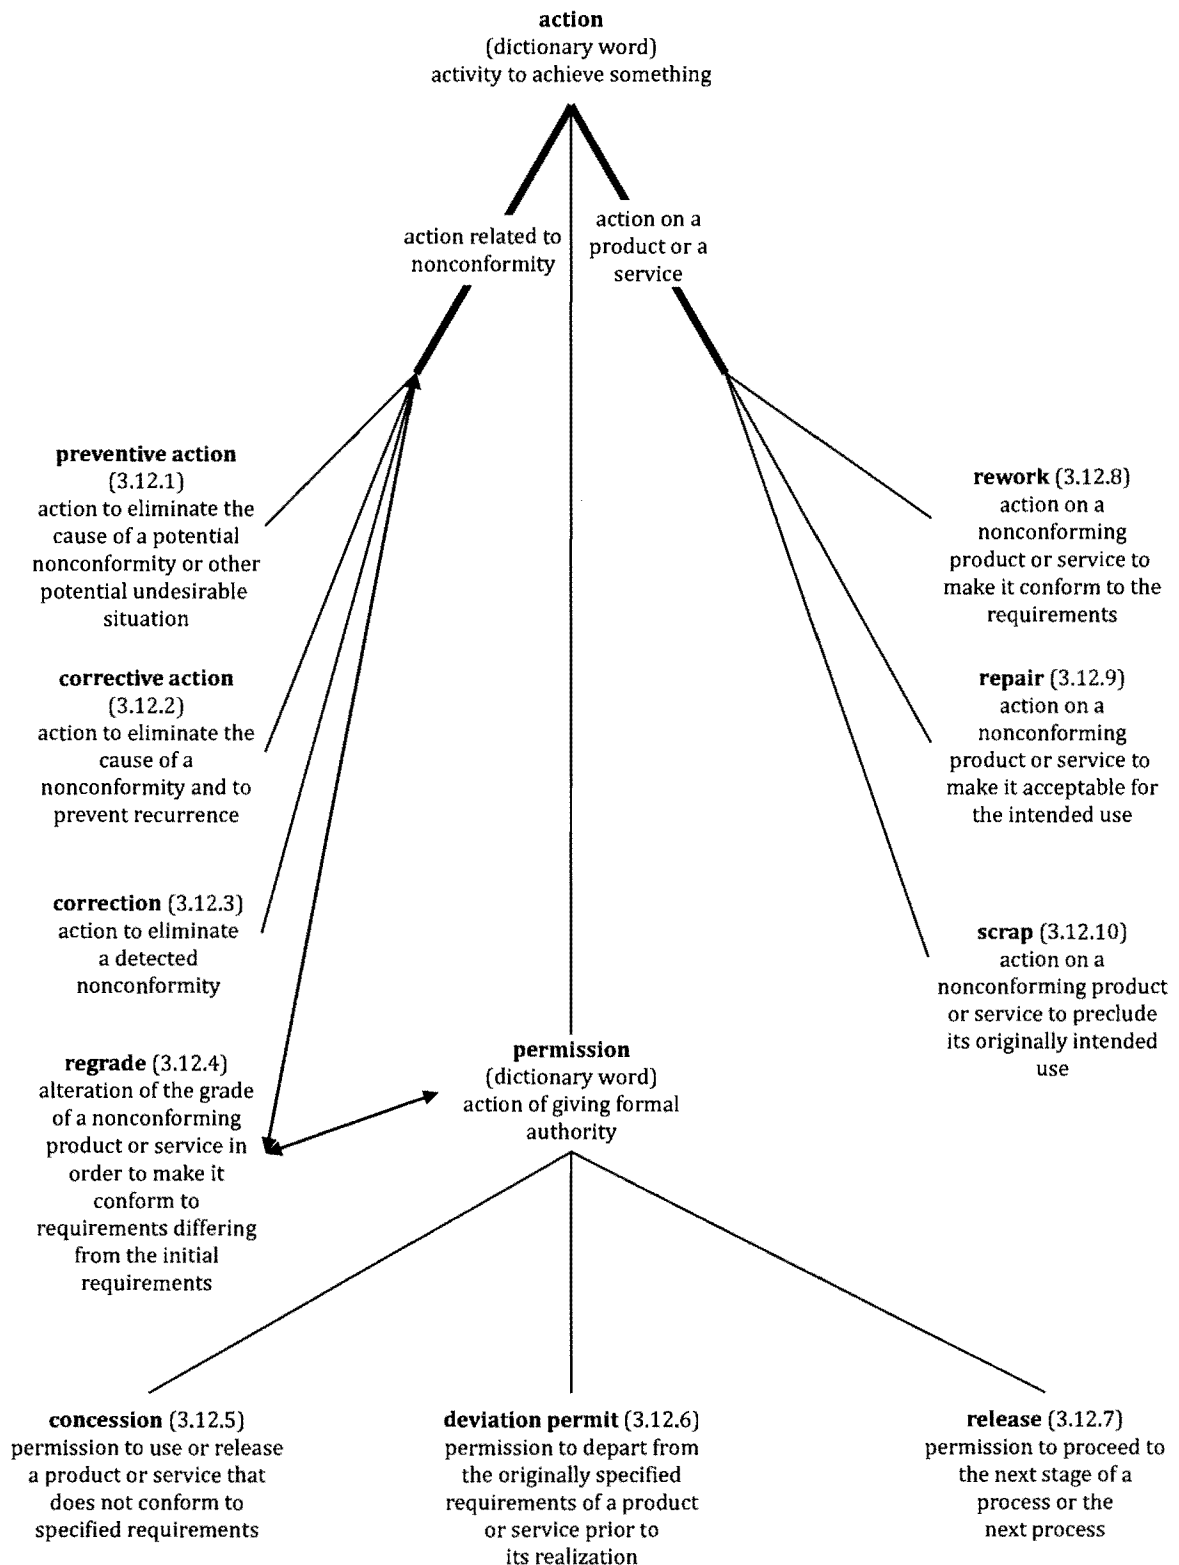 action
(dictionary word)
activity to achieve something
action related to
nonconformity
action on a
product or a
service
preventive action
(3.12.1)
action to eliminate the
cause of a potential
nonconformity or other
potential undesirable
situation
corrective action
(3.12.2)
action to eliminate the
cause of a
nonconformity and to
prevent recurrence
correction (3.12.3)
action to eliminate
a detected
nonconformity
regrade (3.12.4)
alteration of the grade
of a nonconforming
product or service in
order to make it
conform to
requirements differing
from the initial
requirements
rework (3.12.8)
action on a
nonconforming
product or service to
make it conform to the
requirements
repair (3.12.9)
action on a
nonconforming
product or service to
make it acceptable for
the intended use
scrap (3.12.10)
action on a
nonconforming product
or service to preclude
its originally intended
use
permission
(dictionary word)
action of giving formal
authority
concession (3.12.5)
permission to use or release
a product or service that
does not conform to
specified requirements
deviation permit (3.12.6)
permission to depart from
the originally specified
requirements of a product
or service prior to
its realization
release (3.12.7)
permission to proceed to
the next stage of a
process or the
next process